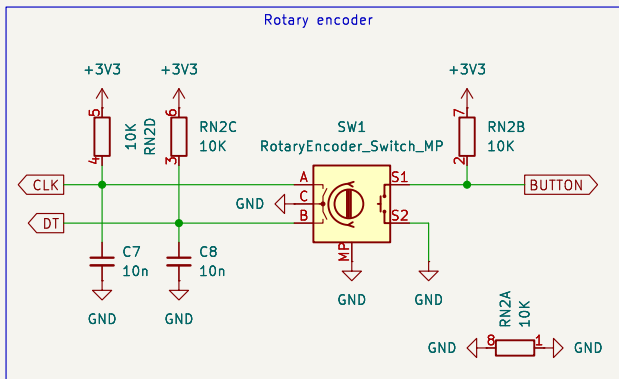 Rotary encoder
+3V3
+3V3
+3V3
5
10K
RN2D
4
6
RN2C
10K
3
SW1
RotaryEncoder_Switch_MP
7
RN2B
10K
2
CLK
A
S1
BUTTON
GND
C
DT
B
S2
MP
C7
10n
C8
10n
GND
GND
GND
GND
RN2A
10K
GND
8
1
GND